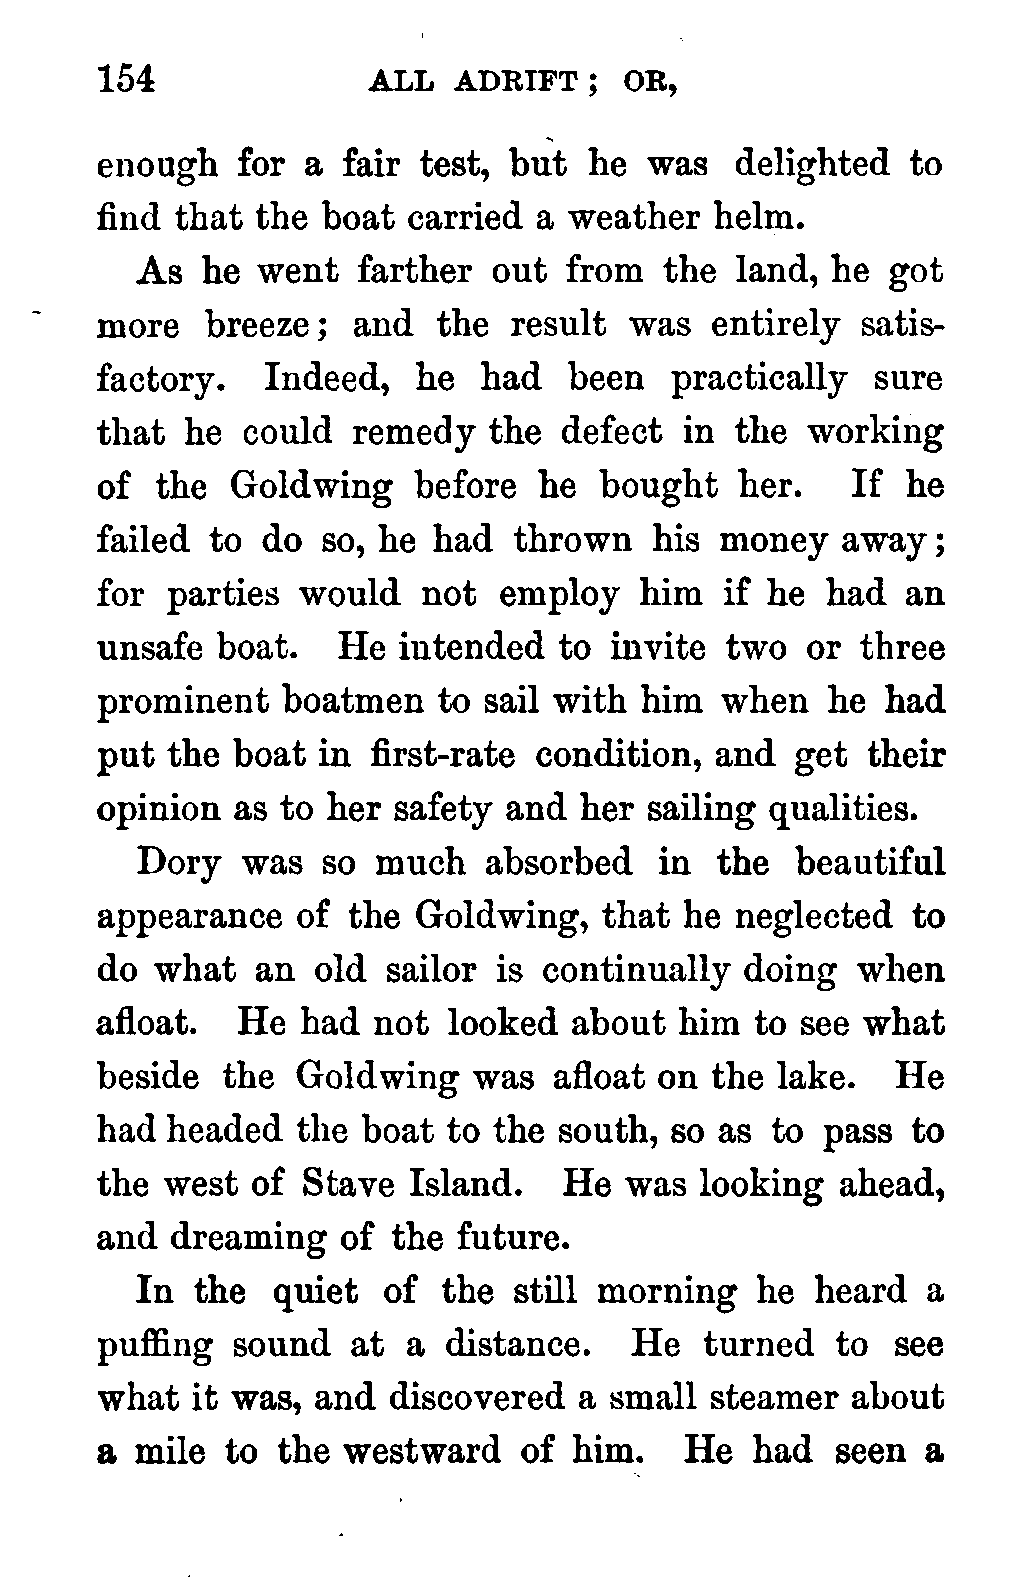 154 ALL ADRIFT; OR,
enough for a fair test, but he was delighted to
find that the boat carried a weather helm.
As he went farther out from the land, he got
more breeze; and the result was entirely satis-
factory. Indeed, he had been practically sure
that he could remedy the defect in the working
of the Goldwing before he bought her. If he
failed to do so, he had thrown his money away;
for parties would not employ him if he had an
unsafe boat. He intended to invite two or three
prominent boatmen to sail with him when he had
put the boat in first-rate condition, and get their
opinion as to her safety and her sailing qualities.
Dory was so much absorbed in the beautiful
appearance of the Goldwing, that he neglected to
do what an old sailor is continually doing when
afloat. He had not looked about him to see what
beside the Goldwing was afloat on the lake. He
had headed the boat to the south, so as to pass to
the west of Stave Island. He was looking ahead,
and dreaming of the future.
In the quiet of the still morning he heard a
puffing sound at a distance. He turned to see
what it was, and discovered a small steamer about
a mile to the westward of him. He had seen a